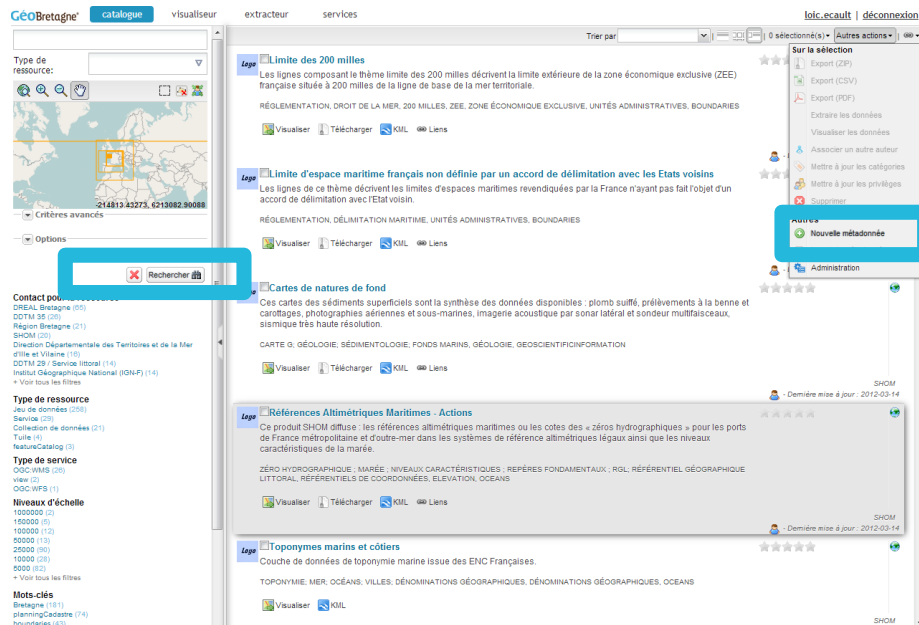 GéOBretagne catalogue visualiseur extracteur services loic.ecault | déconnexion
Trier par 0 sélectionné(s) Autres actions
Type de ressource:
-214813.43273, 6213082.90088
Critères avancés
Options
Rechercher
Contact pour la ressource
DREAL Bretagne (65)
DDTM 35 (26)
Région Bretagne (21)
SHOM (20)
Direction Départementale des Territoires et de la Mer
d'Ille et Vilaine (16)
DDTM 29 / Service littoral (14)
Institut Géographique National (IGN-F) (14)
+ Voir tous les filtres
Type de ressource
Jeu de données (258)
Service (29)
Collection de données (21)
Tuile (4)
featureCatalog (3)
Type de service
OGC:WMS (26)
view (2)
OGC:WFS (1)
Niveaux d'échelle
1000000 (2)
150000 (5)
100000 (12)
50000 (13)
25000 (90)
10000 (28)
5000 (82)
+ Voir tous les filtres
Mots-clés
Bretagne (181)
planningCadastre (74)
boundaries (43)
Logo Limite des 200 milles
Les lignes composant le thème limite des 200 milles décrivent la limite extérieure de la zone économique exclusive (ZEE)
française située à 200 milles de la ligne de base de la mer territoriale.
RÉGLEMENTATION, DROIT DE LA MER, 200 MILLES, ZEE, ZONE ÉCONOMIQUE EXCLUSIVE, UNITÉS ADMINISTRATIVES, BOUNDARIES
Visualiser Télécharger KML Liens
Logo Limite d'espace maritime français non définie par un accord de délimitation avec les Etats voisins
Les lignes de ce thème décrivent les limites d'espaces maritimes revendiquées par la France n'ayant pas fait l'objet d'un
accord de délimitation avec l'Etat voisin.
RÉGLEMENTATION, DÉLIMITATION MARITIME, UNITÉS ADMINISTRATIVES, BOUNDARIES
Visualiser Télécharger KML Liens
Cartes de natures de fond
Ces cartes des sédiments superficiels sont la synthèse des données disponibles : plomb suiffé, prélèvements à la benne et
carottages, photographies aériennes et sous-marines, imagerie acoustique par sonar latéral et sondeur multifaisceaux,
sismique très haute résolution.
CARTE G; GÉOLOGIE; SÉDIMENTOLOGIE, FONDS MARINS, GÉOLOGIE, GEOSCIENTIFICINFORMATION
Visualiser Télécharger KML Liens
SHOM
- Dernière mise à jour : 2012-03-14
Logo Références Altimétriques Maritimes - Actions
Ce produit SHOM diffuse : les références altimétriques maritimes ou les cotes des « zéros hydrographiques » pour les ports
de France métropolitaine et d'outre-mer dans les systèmes de référence altimétriques légaux ainsi que les niveaux
caractéristiques de la marée.
ZÉRO HYDROGRAPHIQUE ; MARÉE ; NIVEAUX CARACTÉRISTIQUES ; REPÈRES FONDAMENTAUX ; RGL; RÉFÉRENTIEL GÉOGRAPHIQUE
LITTORAL, RÉFÉRENTIELS DE COORDONNÉES, ELEVATION, OCEANS
Visualiser Télécharger KML Liens
SHOM
- Dernière mise à jour : 2012-03-14
Logo Toponymes marins et côtiers
Couche de données de toponymie marine issue des ENC Françaises.
TOPONYMIE; MER; OCÉANS; VILLES; DÉNOMINATIONS GÉOGRAPHIQUES, DÉNOMINATIONS GÉOGRAPHIQUES, OCEANS
Visualiser KML
SHOM
Sur la sélection
Export (ZIP)
Export (CSV)
Export (PDF)
Extraire les données
Visualiser les données
Associer un autre auteur
Mettre à jour les catégories
Mettre à jour les privilèges
Supprimer
Autres
Nouvelle métadonnée
Administration